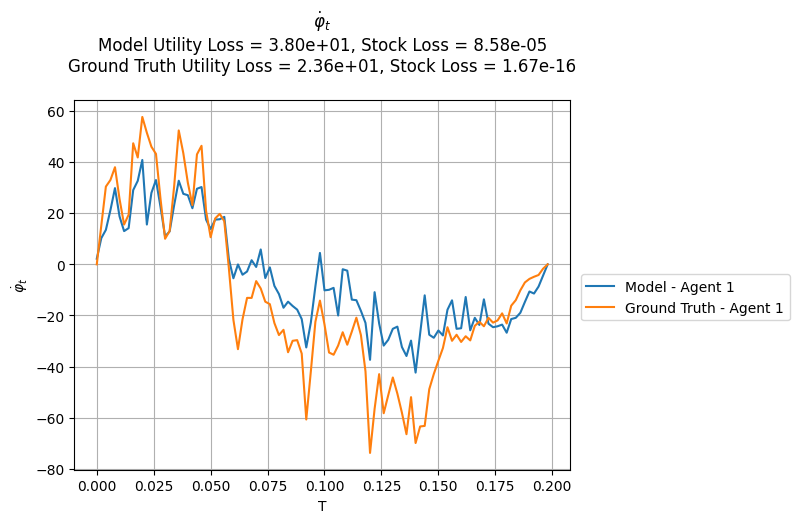 φ̇ₜ
Model Utility Loss = 3.80e+01, Stock Loss = 8.58e-05
Ground Truth Utility Loss = 2.36e+01, Stock Loss = 1.67e-16
60
40
20
0
−20
−40
−60
−80
φ̇ₜ
0.000
0.025
0.050
0.075
0.100
0.125
0.150
0.175
0.200
T
Model - Agent 1
Ground Truth - Agent 1